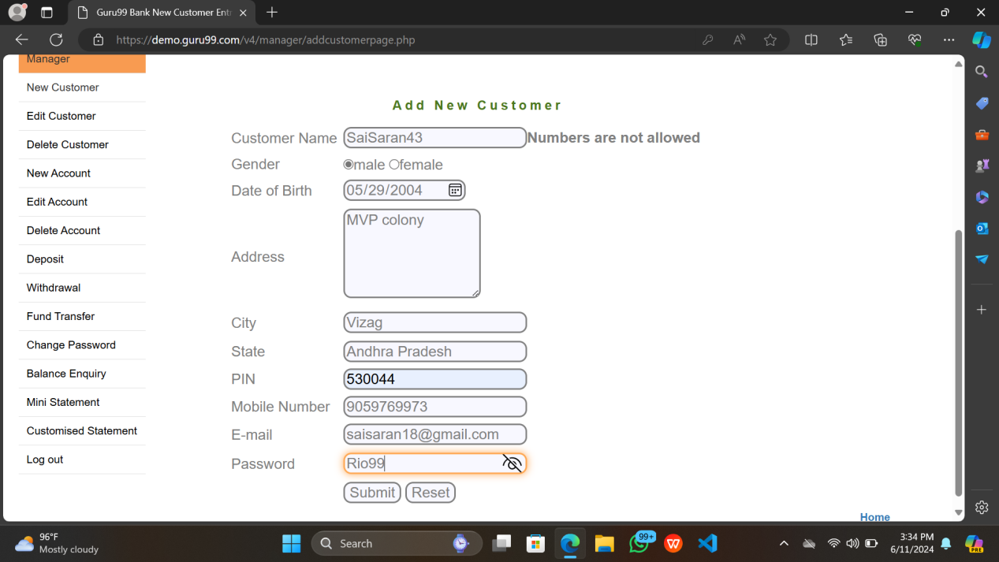 Guru99 Bank New Customer Ent
https://demo.guru99.com/v4/manager/addcustomerpage.php
Manager
New Customer
Edit Customer
Delete Customer
New Account
Edit Account
Delete Account
Deposit
Withdrawal
Fund Transfer
Change Password
Balance Enquiry
Mini Statement
Customised Statement
Log out
Add New Customer
Customer Name SaiSaran43 Numbers are not allowed
Gender male female
Date of Birth 05/29/2004
Address MVP colony
City Vizag
State Andhra Pradesh
PIN 530044
Mobile Number 9059769973
E-mail saisaran18@gmail.com
Password Rio99
Submit Reset
Home
96°F
Mostly cloudy
Search
99+
3:34 PM
6/11/2024
PRE